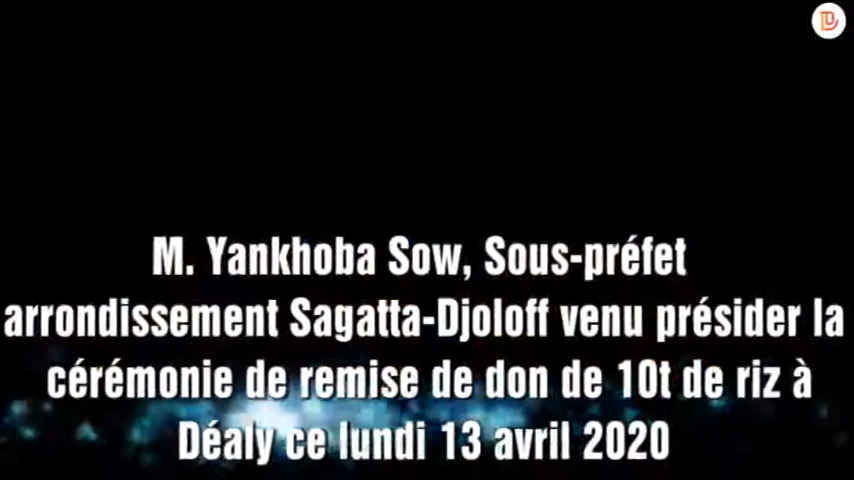 M. Yankhoba Sow, Sous-préfet
arrondissement Sagatta-Djoloff venu présider la
cérémonie de remise de don de 10t de riz à
Déaly ce lundi 13 avril 2020